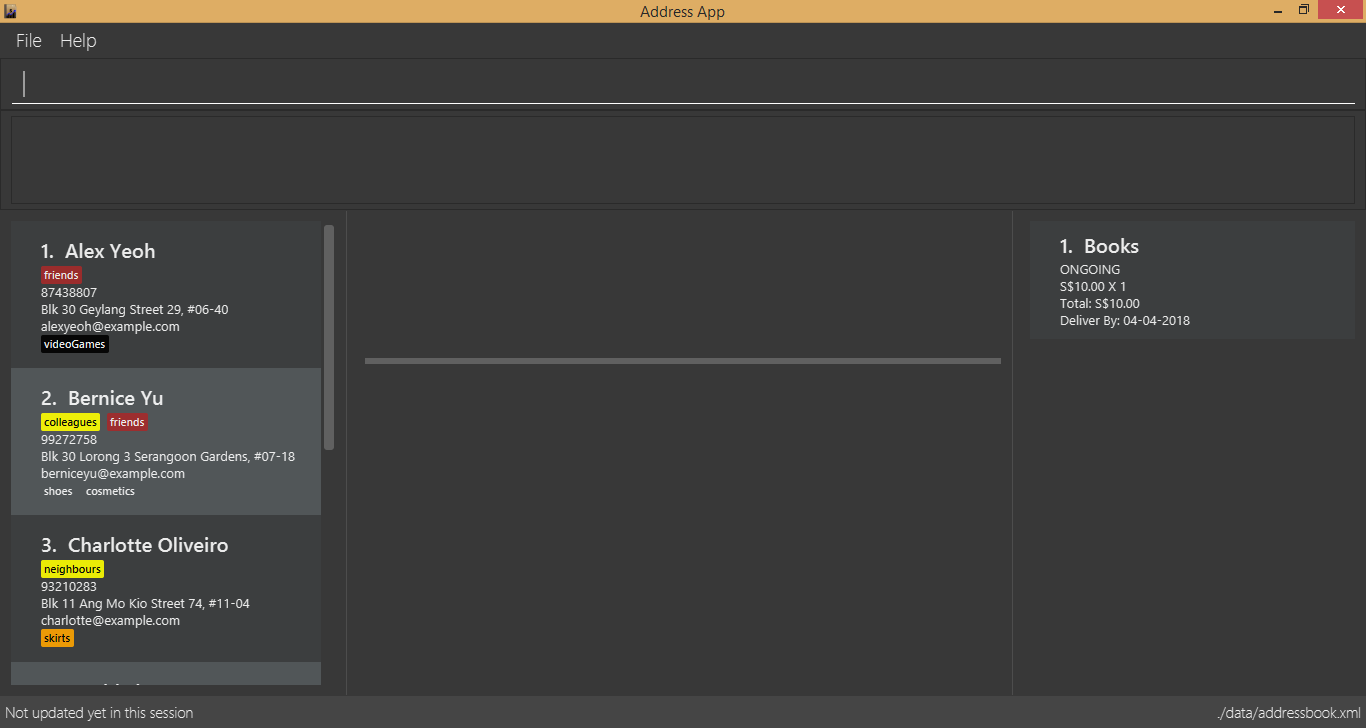 Address App
File Help
1. Alex Yeoh
friends
87438807
Blk 30 Geylang Street 29, #06-40
alexyeoh@example.com
videoGames
2. Bernice Yu
colleagues friends
99272758
Blk 30 Lorong 3 Serangoon Gardens, #07-18
berniceyu@example.com
shoes cosmetics
3. Charlotte Oliveiro
neighbours
93210283
Blk 11 Ang Mo Kio Street 74, #11-04
charlotte@example.com
skirts
1. Books
ONGOING
S$10.00 X 1
Total: S$10.00
Deliver By: 04-04-2018
Not updated yet in this session
./data/addressbook.xml